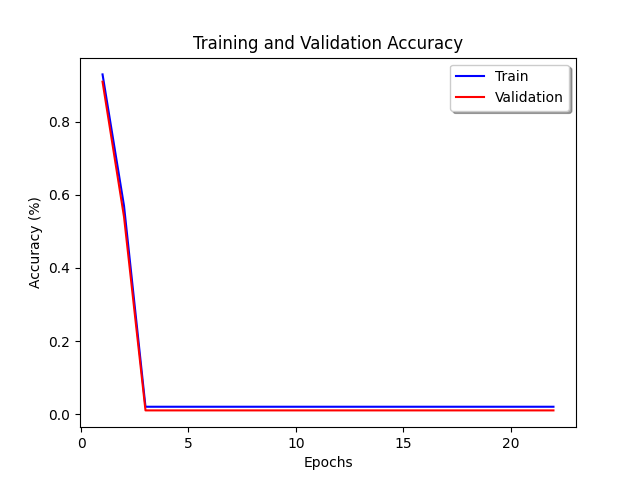 Training and Validation Accuracy
Train
Validation
Accuracy (%)
0.8
0.6
0.4
0.2
0.0
0 5 10 15 20
Epochs